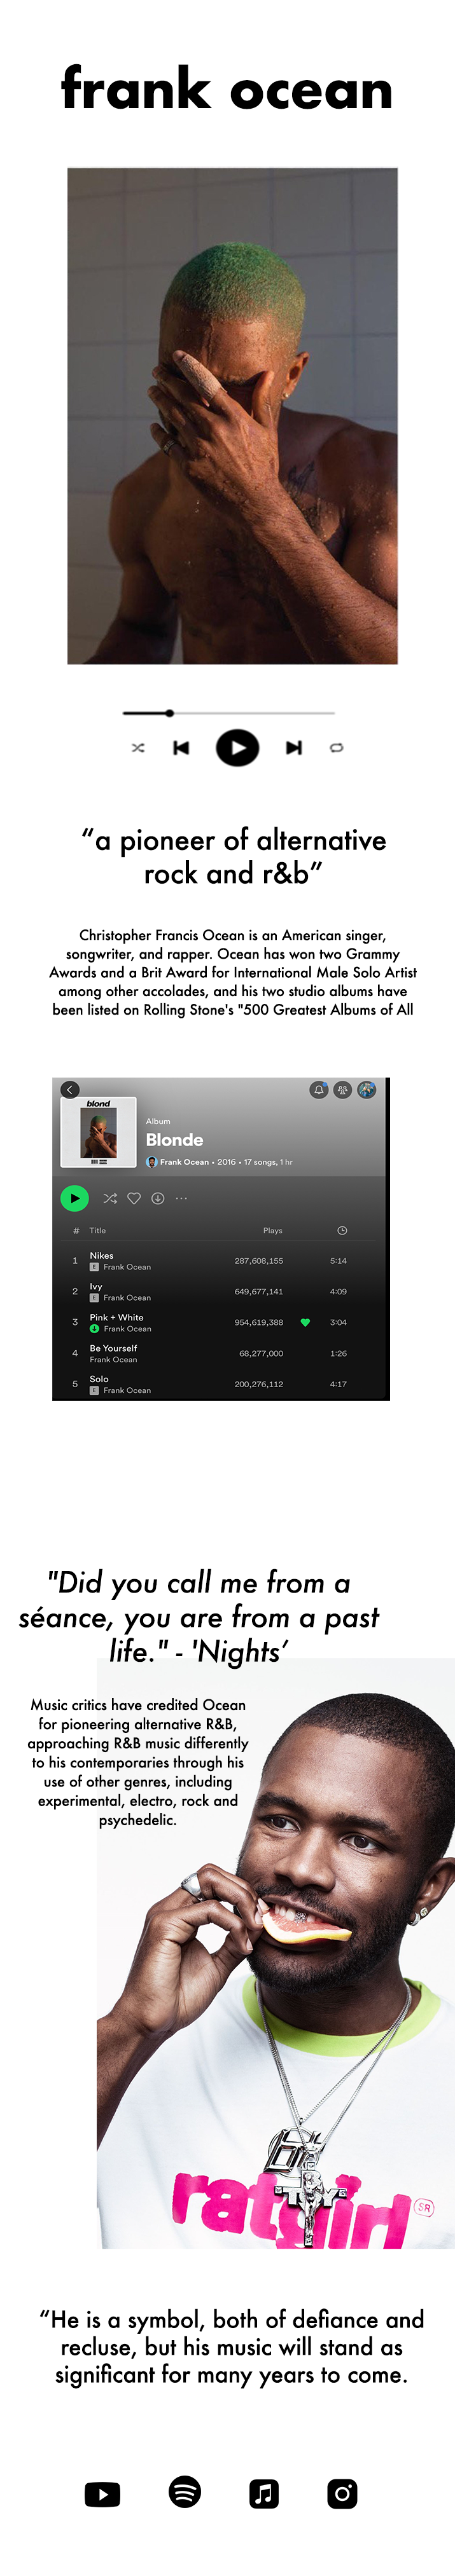 frank ocean
“a pioneer of alternative
rock and r&b”
Christopher Francis Ocean is an American singer,
songwriter, and rapper. Ocean has won two Grammy
Awards and a Brit Award for International Male Solo Artist
among other accolades, and his two studio albums have
been listed on Rolling Stone's "500 Greatest Albums of All
blond
Album
Blonde
Frank Ocean • 2016 • 17 songs, 1 hr
# Title Plays
1 Nikes 287,608,155 5:14
E Frank Ocean
2 Ivy 649,677,141 4:09
E Frank Ocean
3 Pink + White 954,619,388 3:04
Frank Ocean
4 Be Yourself 68,277,000 1:26
Frank Ocean
5 Solo 200,276,112 4:17
E Frank Ocean
"Did you call me from a
séance, you are from a past
life." - 'Nights’
Music critics have credited Ocean
for pioneering alternative R&B,
approaching R&B music differently
to his contemporaries through his
use of other genres, including
experimental, electro, rock and
psychedelic.
ratgirl SR
“He is a symbol, both of defiance and
recluse, but his music will stand as
significant for many years to come.